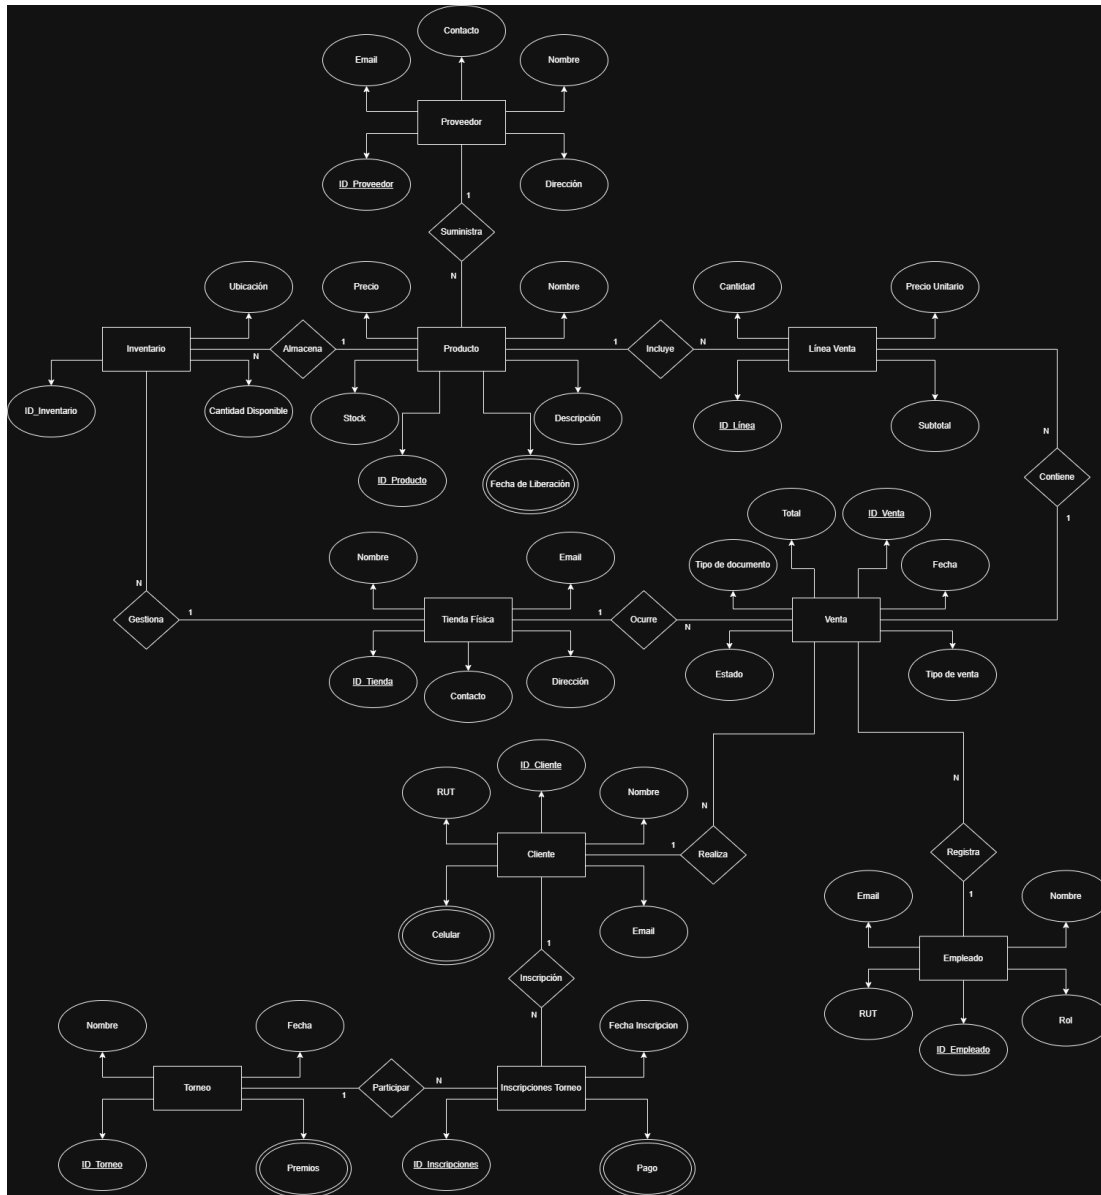 Contacto
Email
Nombre
Proveedor
ID_Proveedor
Dirección
1
Suministra
N
Ubicación
Precio
Nombre
Cantidad
Precio Unitario
Inventario
N
Almacena
1
Producto
1
Incluye
N
Línea Venta
ID_Inventario
Cantidad Disponible
Stock
Descripción
ID_Línea
Subtotal
N
ID_Producto
Fecha de Liberación
Contiene
Total
ID_Venta
1
Nombre
Email
Tipo de documento
Fecha
N
Gestiona
1
Tienda Física
1
Ocurre
N
Venta
ID_Tienda
Contacto
Dirección
Estado
Tipo de venta
ID_Cliente
RUT
Nombre
N
N
Cliente
1
Realiza
Registra
1
Celular
Email
Email
Nombre
1
Empleado
Inscripción
RUT
Rol
N
ID_Empleado
Nombre
Fecha
Fecha Inscripcion
Torneo
1
Participar
N
Inscripciones Torneo
ID_Torneo
Premios
ID_Inscripciones
Pago